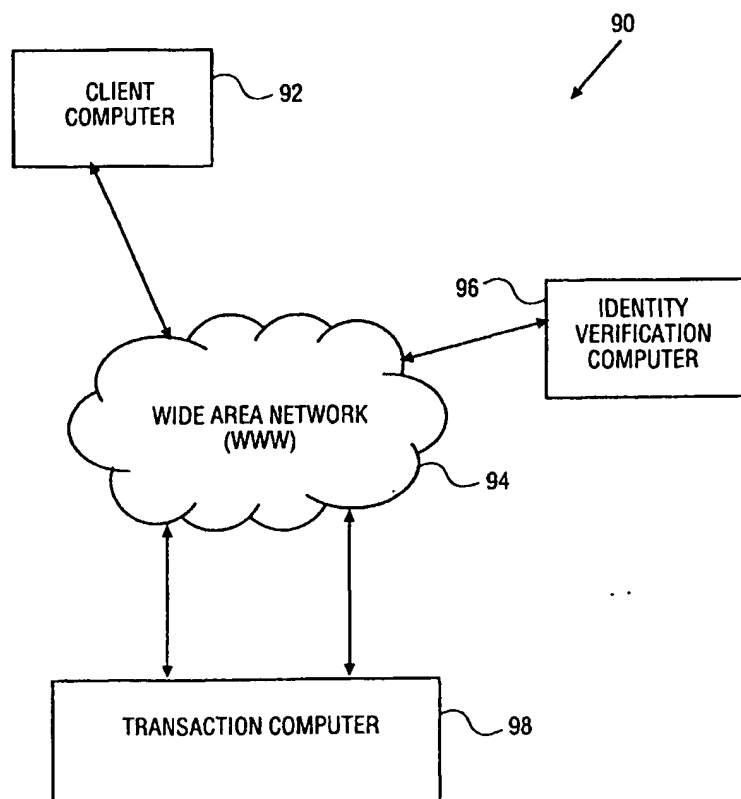 90
CLIENT
COMPUTER
92
96
IDENTITY
VERIFICATION
COMPUTER
WIDE AREA NETWORK
(WWW)
94
TRANSACTION COMPUTER
98